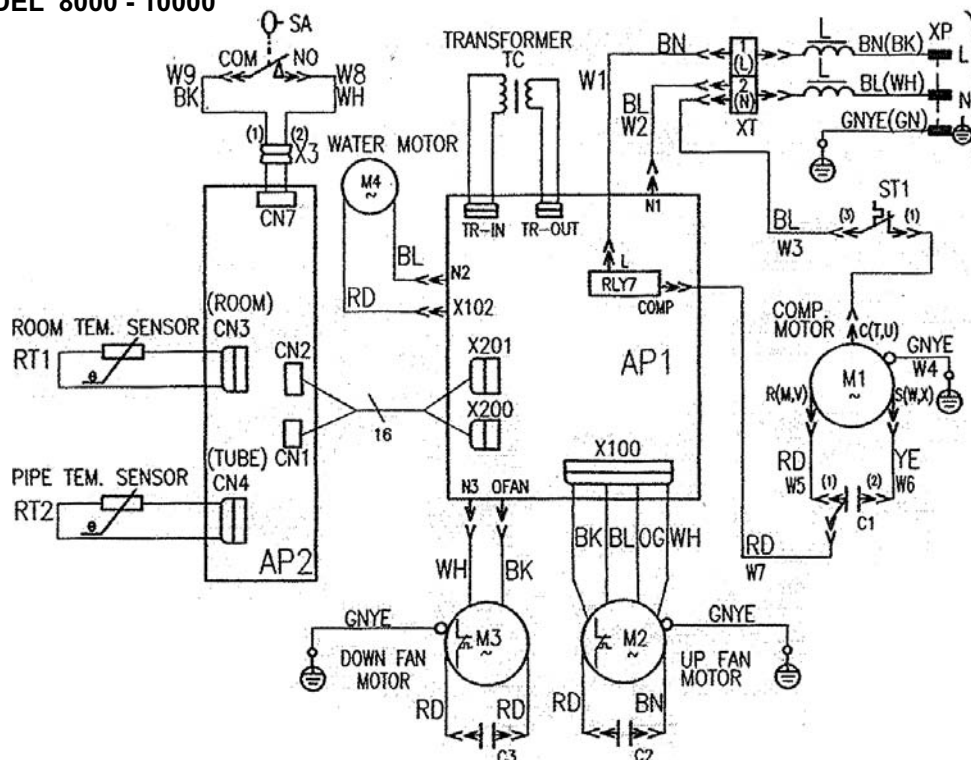 DEL 8000 - 10000
SA
COM NO
W9 W8
BK WH
(1) (2)
X3
CN7
TRANSFORMER
TC
WATER MOTOR
M4
~
TR-IN TR-OUT
BL
N2
RD
X102
BN
W1
BL
W2
N1
1
(L)
2
(N)
XT
L
L
BN(BK)
BL(WH)
GNYE(GN)
XP
L
N
ST1
(3) (1)
BL
W3
L
RLY7
COMP
AP1
COMP.
MOTOR
C(T,U)
GNYE
W4
M1
~
R(M,V)
S(W,X)
RD
W5
YE
W6
(1) (2)
C1
RD
W7
(ROOM)
CN3
ROOM TEM. SENSOR
RT1
θ
CN2
CN1
16
X201
X200
(TUBE)
CN4
PIPE TEM. SENSOR
RT2
θ
AP2
X100
N3 OFAN
WH BK
BK BL OG WH
GNYE
M3
~
DOWN FAN
MOTOR
RD RD
C3
M2
~
GNYE
UP FAN
MOTOR
RD BN
C2